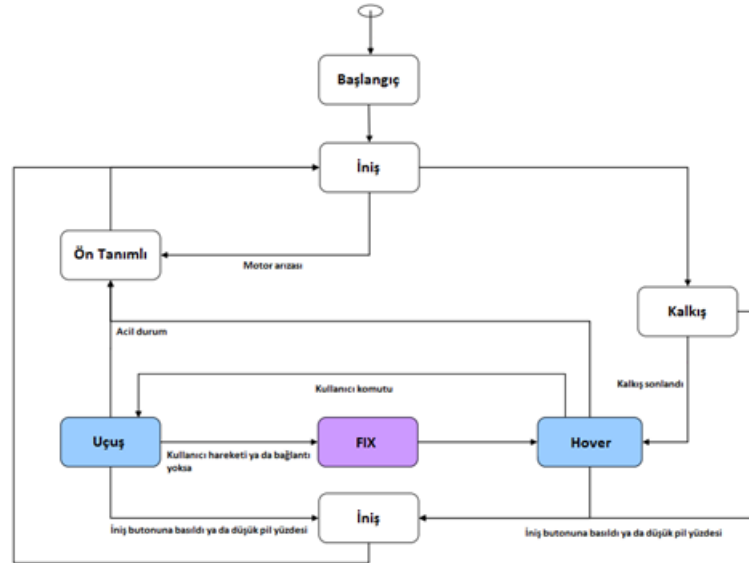 Başlangıç
İniş
Ön Tanımlı
Motor arızası
Kalkış
Acil durum
Kullanıcı komutu
Kalkış sonlandı
Uçuş
FIX
Hover
Kullanıcı hareketi ya da bağlantı
yoksa
İniş
İniş butonuna basıldı ya da düşük pil yüzdesi
İniş butonuna basıldı ya da düşük pil yüzdesi